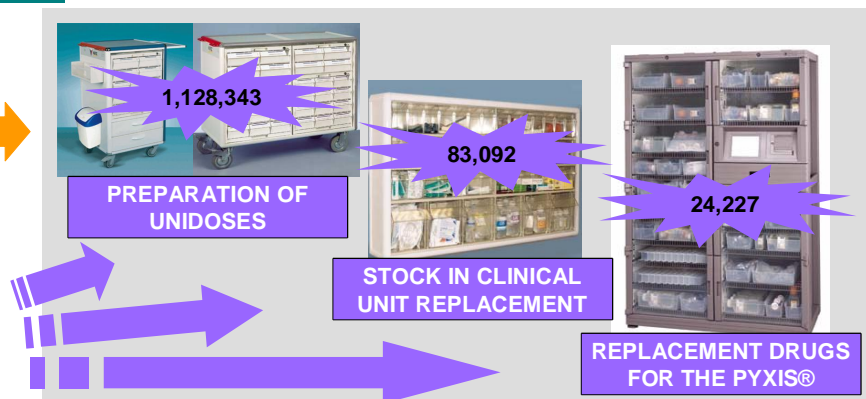 1,128,343
PREPARATION OF
UNIDOSES
83,092
STOCK IN CLINICAL
UNIT REPLACEMENT
24,227
REPLACEMENT DRUGS
FOR THE PYXIS®